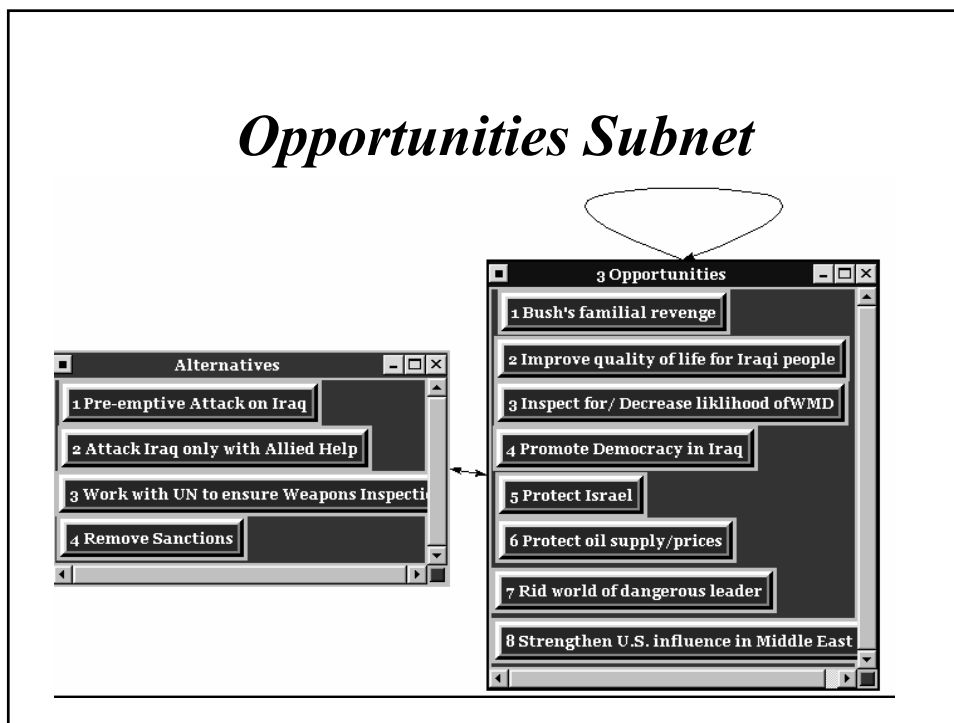 Opportunities Subnet
Alternatives
1 Pre-emptive Attack on Iraq
2 Attack Iraq only with Allied Help
3 Work with UN to ensure Weapons Inspecti
4 Remove Sanctions
3 Opportunities
1 Bush's familial revenge
2 Improve quality of life for Iraqi people
3 Inspect for/ Decrease liklihood ofWMD
4 Promote Democracy in Iraq
5 Protect Israel
6 Protect oil supply/prices
7 Rid world of dangerous leader
8 Strengthen U.S. influence in Middle East